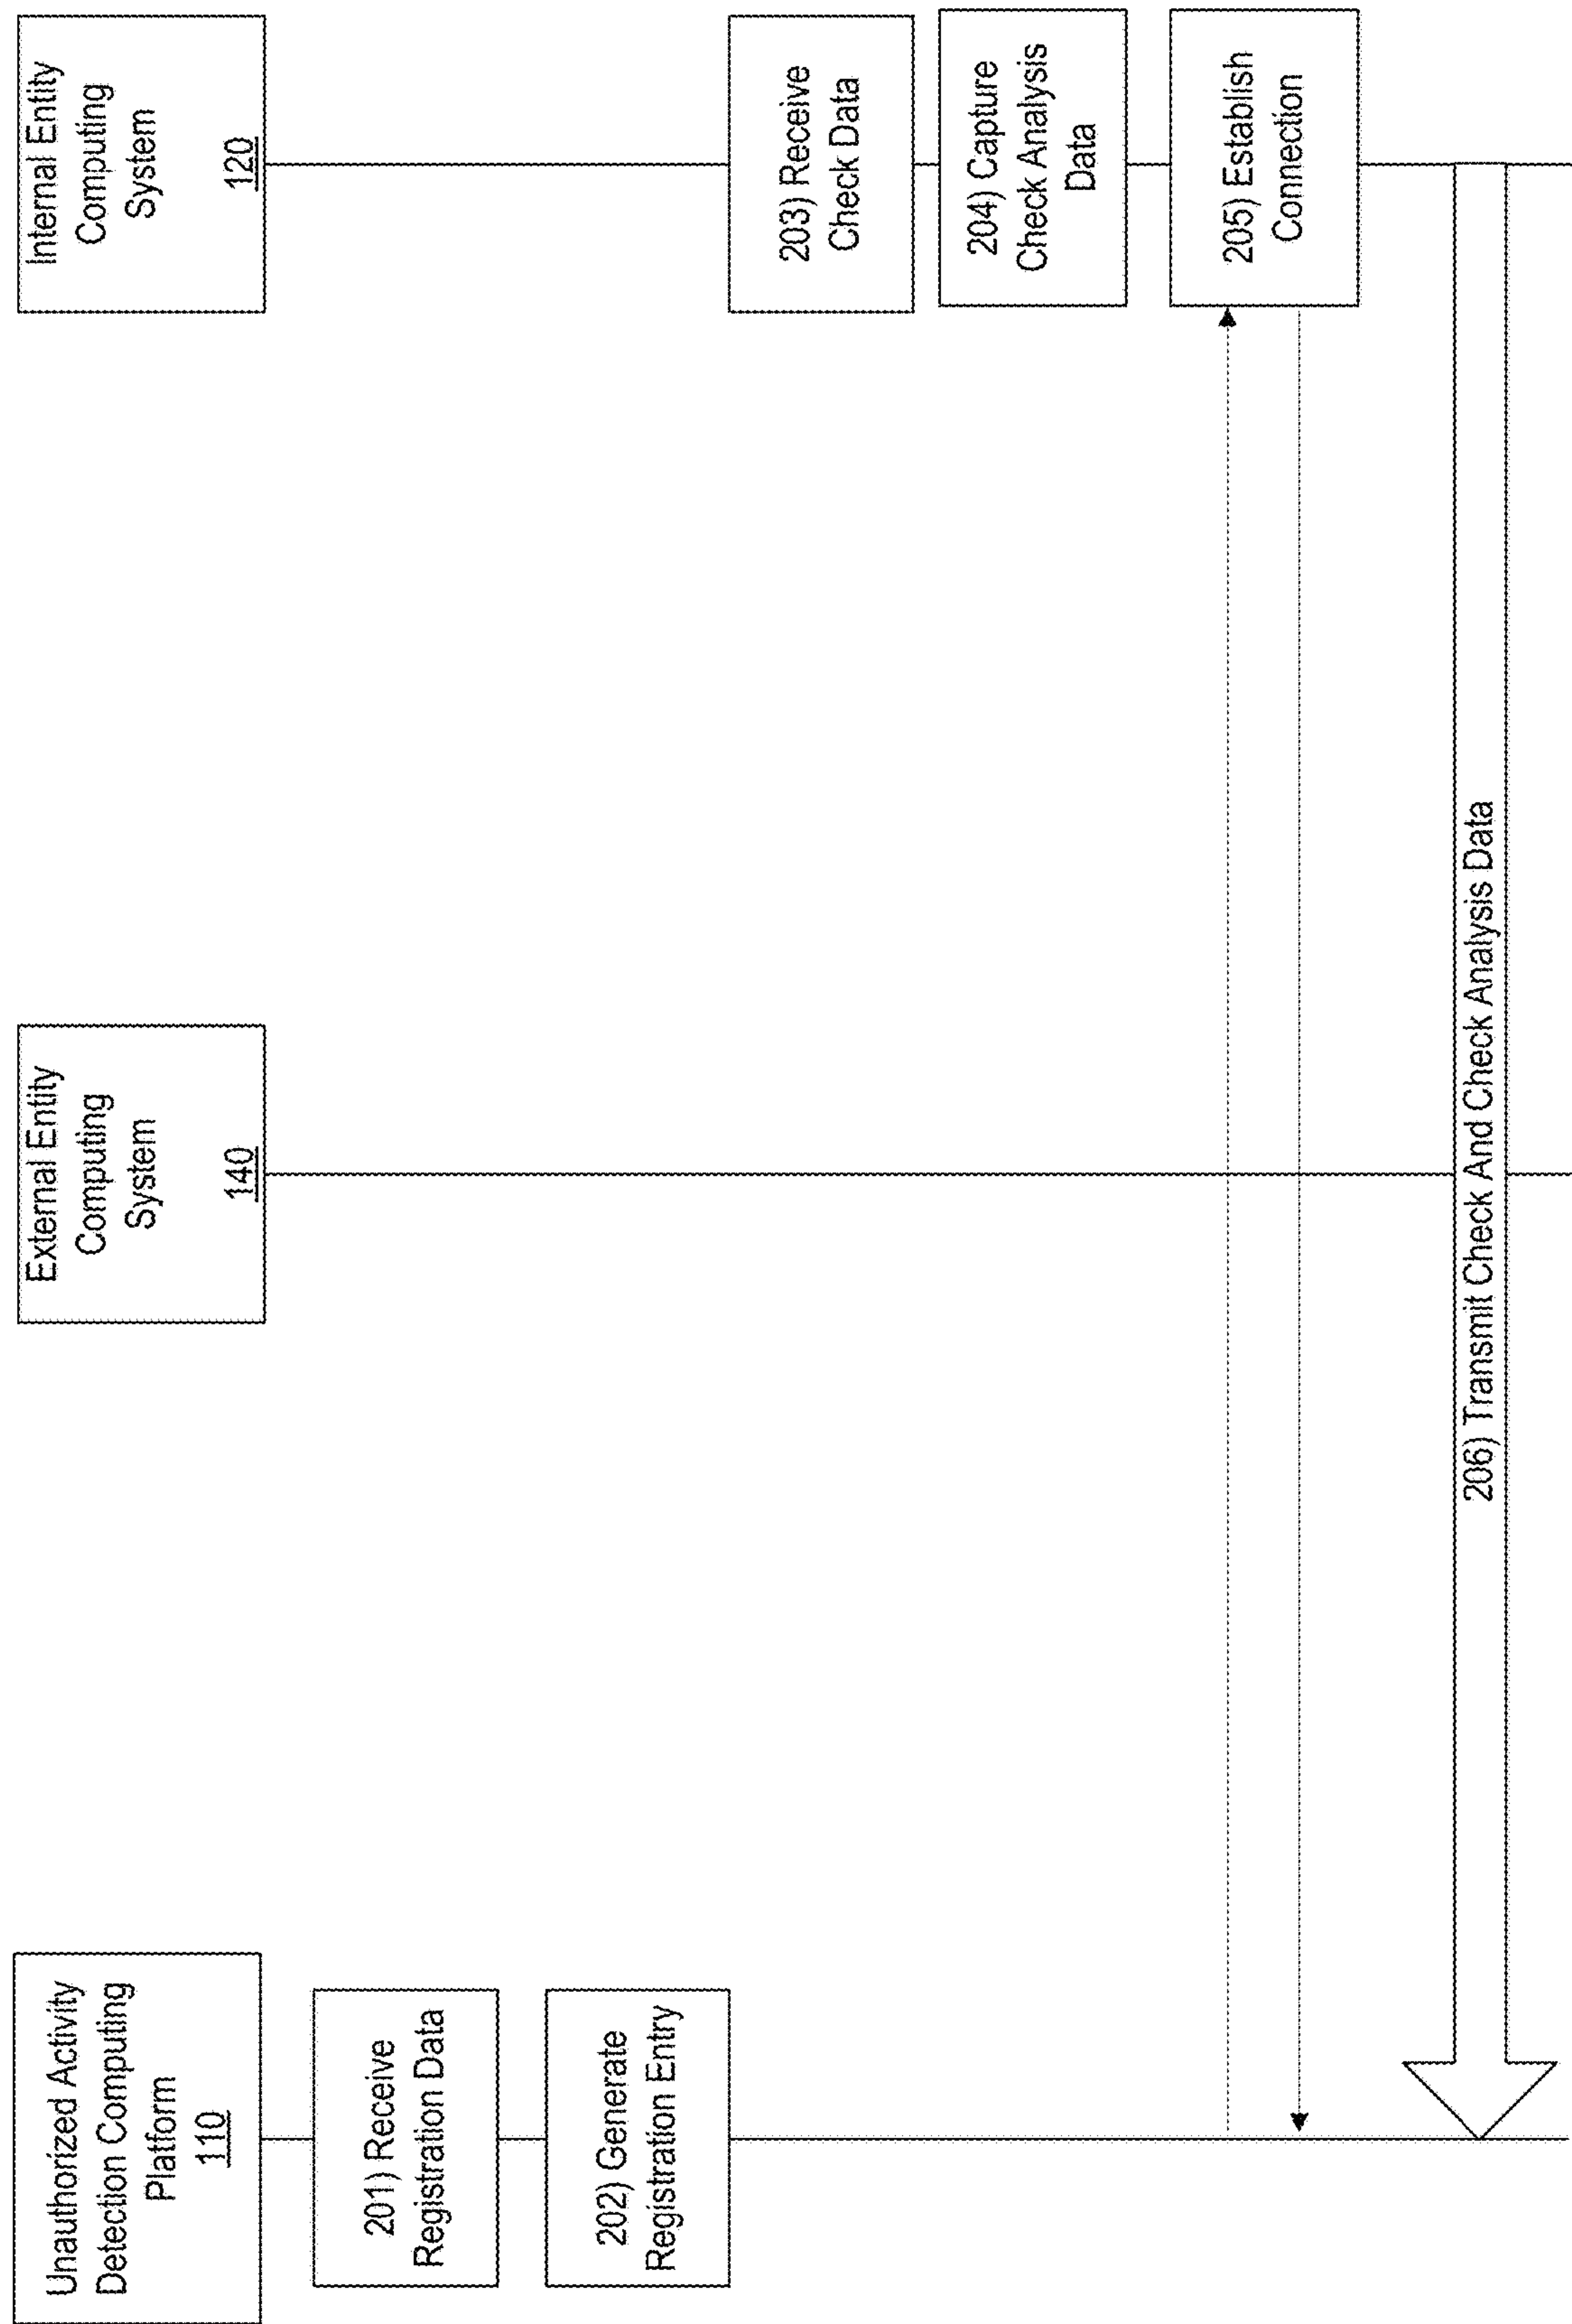 Unauthorized Activity
Detection Computing
Platform
110
External Entity
Computing
System
140
Internal Entity
Computing
System
120
201) Receive
Registration Data
202) Generate
Registration Entry
203) Receive
Check Data
204) Capture
Check Analysis
Data
205) Establish
Connection
206) Transmit Check And Check Analysis Data